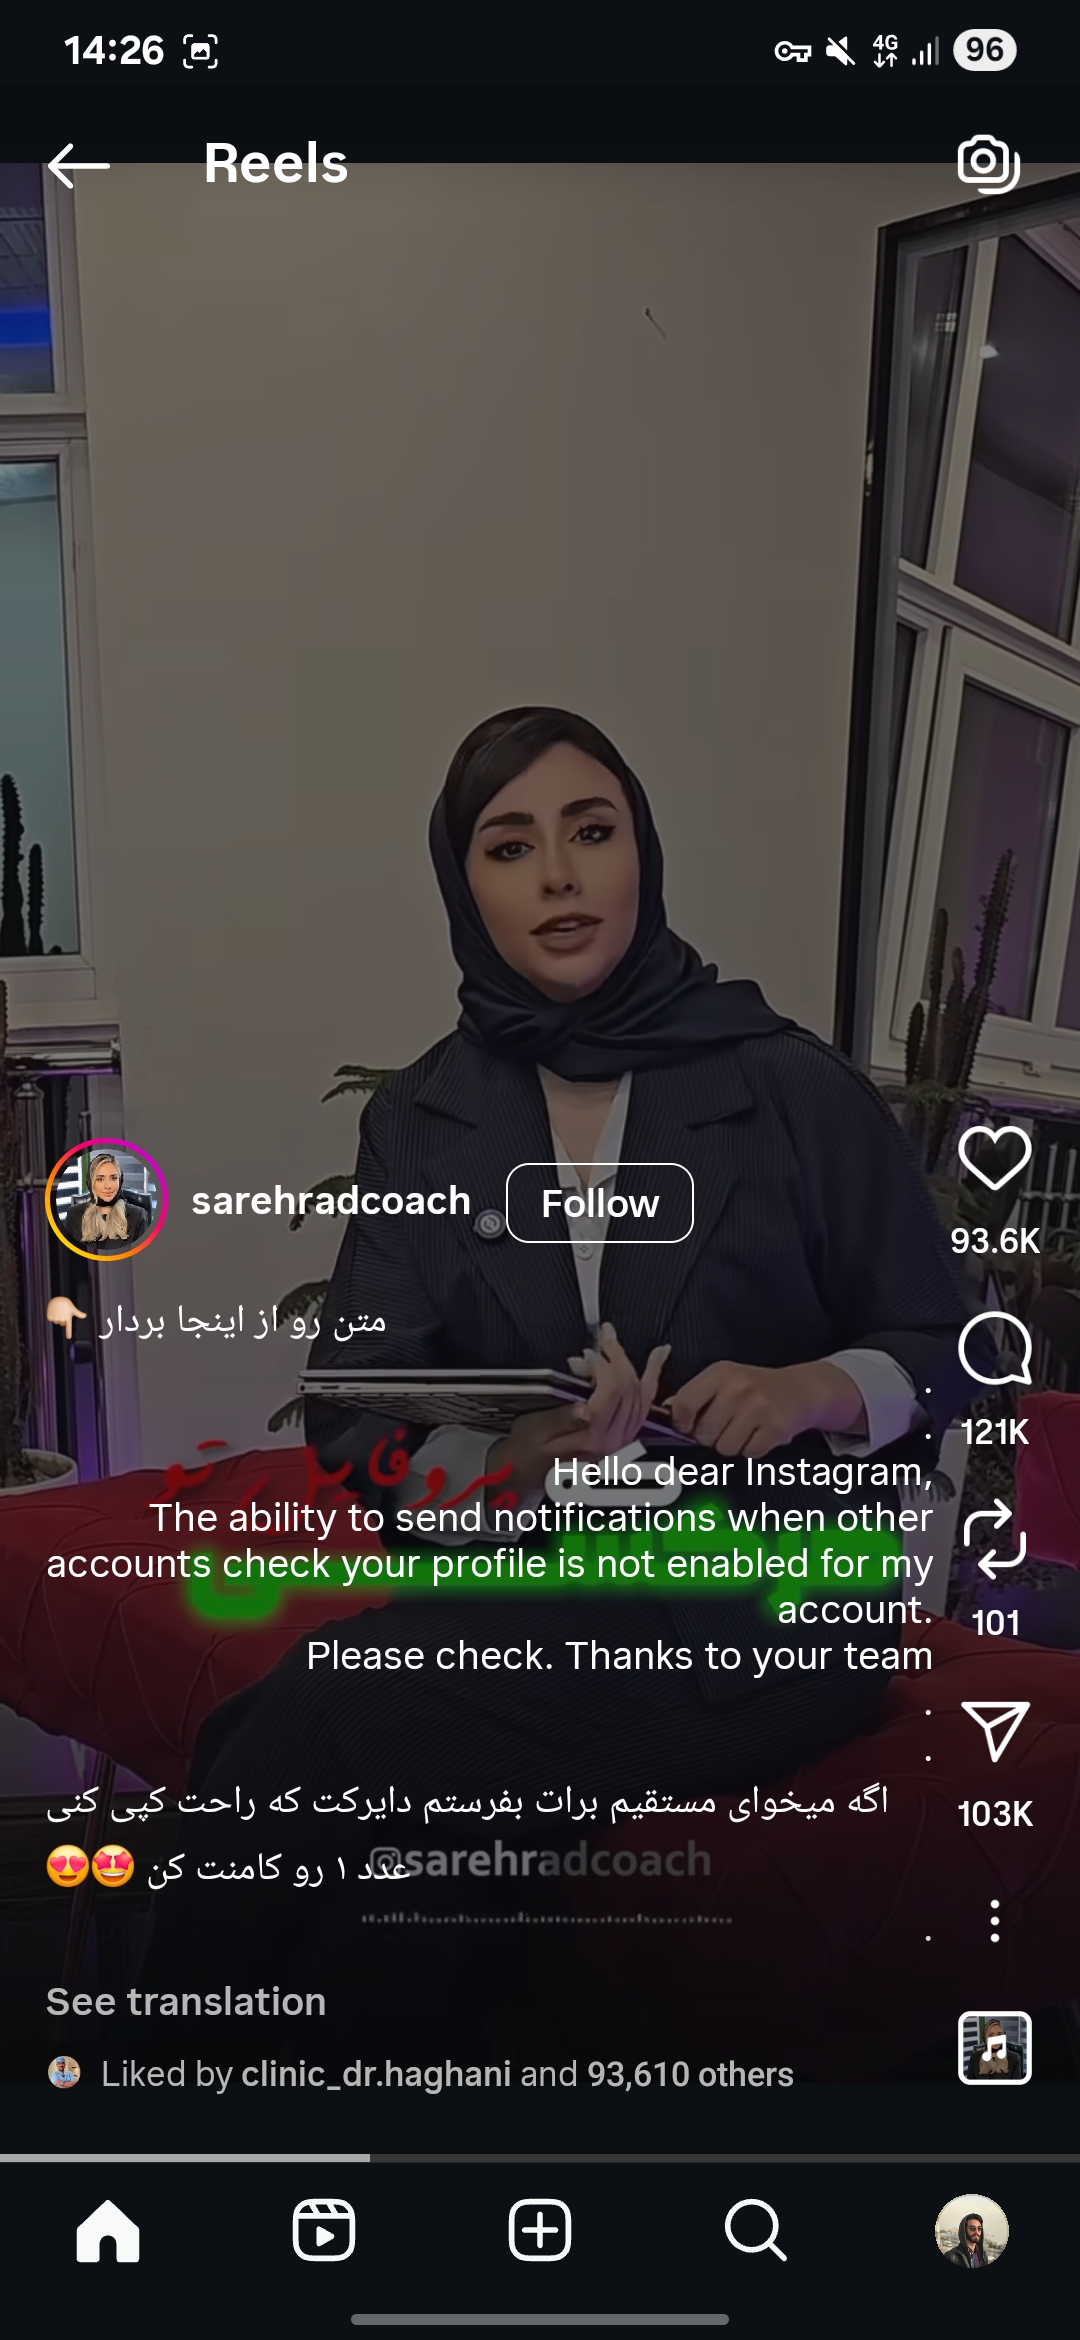 14:26
4G
96
Reels
sarehradcoach
Follow
93.6K
متن رو از اینجا بردار 👇🏻
.
.
121K
پروفایل تو
Hello dear Instagram,
The ability to send notifications when other
accounts check your profile is not enabled for my
account.
Please check. Thanks to your team
101
.
.
103K
اگه میخوای مستقیم برات بفرستم دایرکت که راحت کپی کنی
عدد ۱ رو کامنت کن 🤩😍
sarehradcoach
.
See translation
Liked by clinic_dr.haghani and 93,610 others